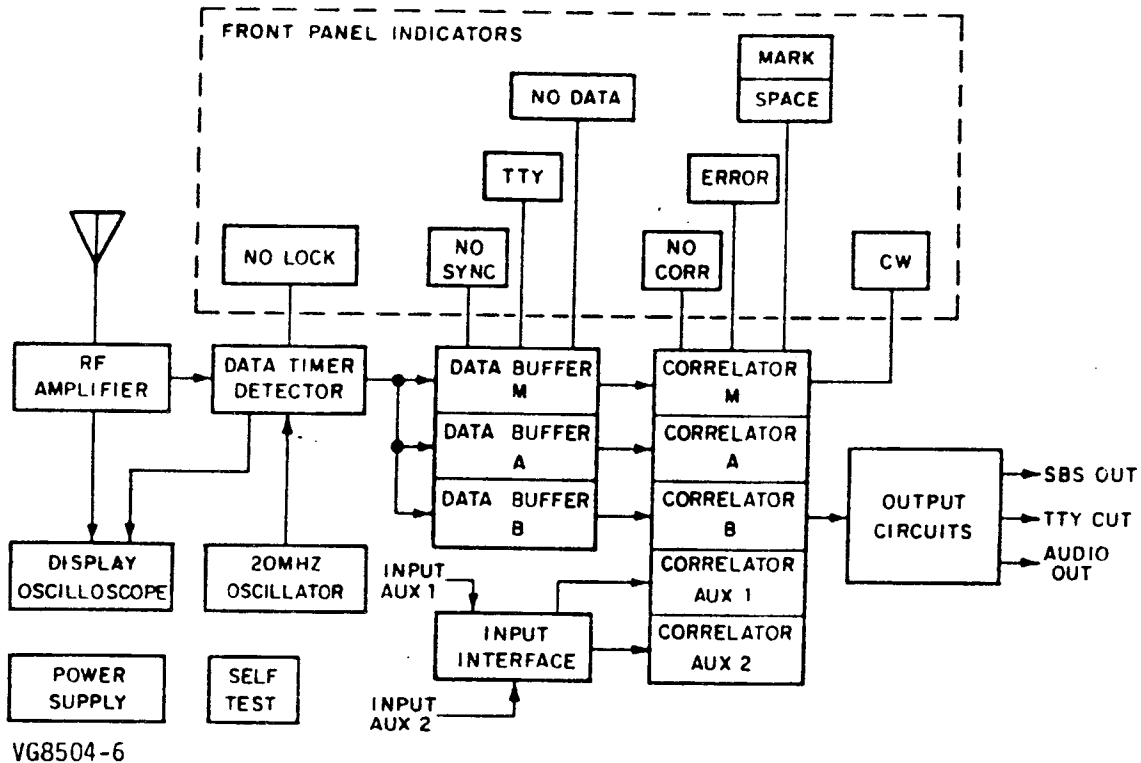 FRONT PANEL INDICATORS
MARK
SPACE
NO DATA
TTY
ERROR
NO LOCK
NO
SYNC
NO
CORR
CW
RF
AMPLIFIER
DATA TIMER
DETECTOR
DATA BUFFER
M
CORRELATOR
M
DATA BUFFER
A
CORRELATOR
A
DATA BUFFER
B
CORRELATOR
B
OUTPUT
CIRCUITS
SBS OUT
TTY CUT
AUDIO
OUT
DISPLAY
OSCILLOSCOPE
20MHZ
OSCILLATOR
INPUT
AUX 1
CORRELATOR
AUX 1
INPUT
INTERFACE
CORRELATOR
AUX 2
POWER
SUPPLY
SELF
TEST
INPUT
AUX 2
VG8504-6